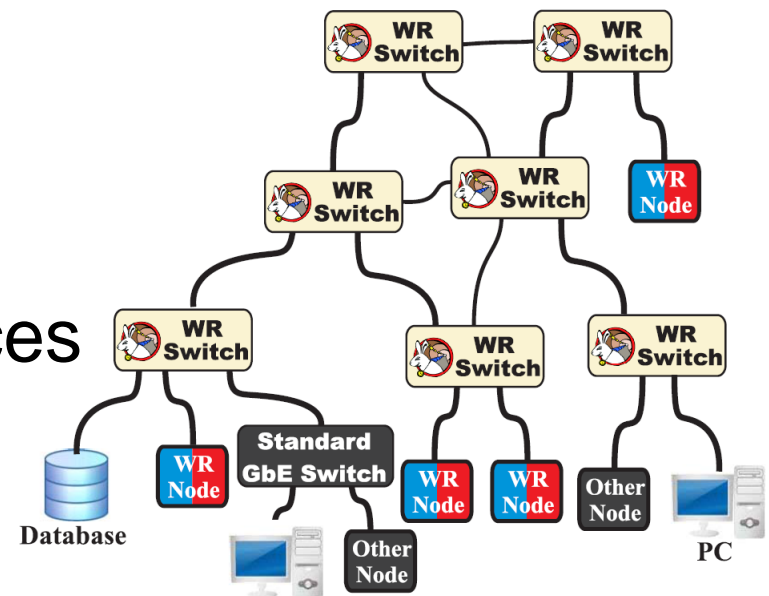 WR
Switch
WR
Switch
WR
Switch
WR
Switch
WR
Node
ces
WR
Switch
WR
Switch
WR
Switch
Database
WR
Node
Standard
GbE Switch
WR
Node
WR
Node
Other
Node
PC
Other
Node